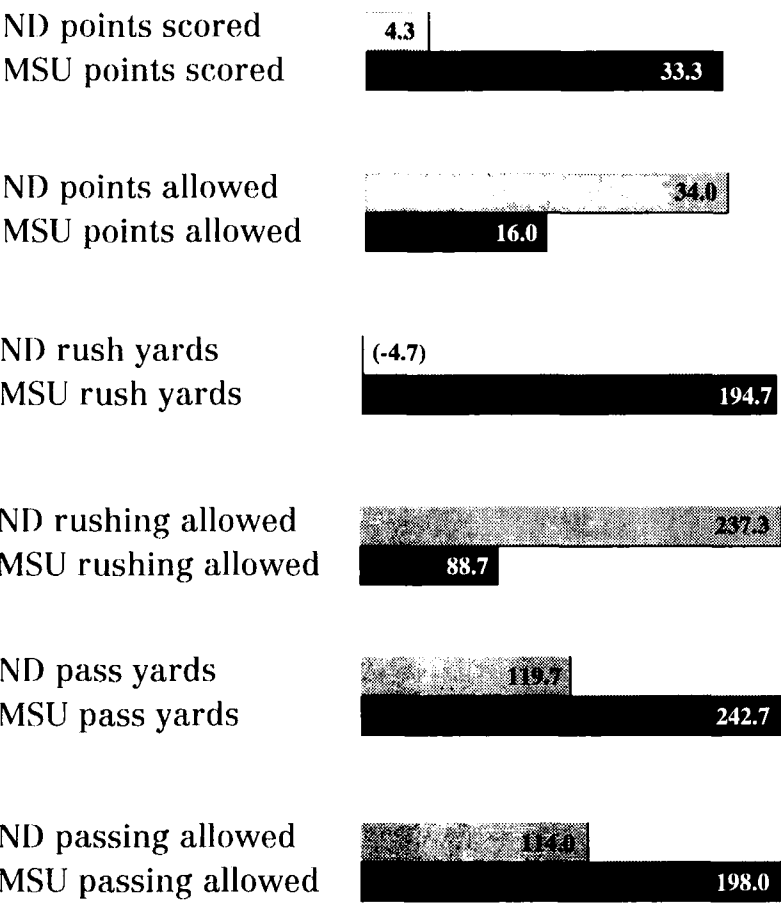 ND points scored 4.3
MSU points scored 33.3
ND points allowed 34.0
MSU points allowed 16.0
ND rush yards (-4.7)
MSU rush yards 194.7
ND rushing allowed 237.3
MSU rushing allowed 88.7
ND pass yards 119.7
MSU pass yards 242.7
ND passing allowed 114.0
MSU passing allowed 198.0